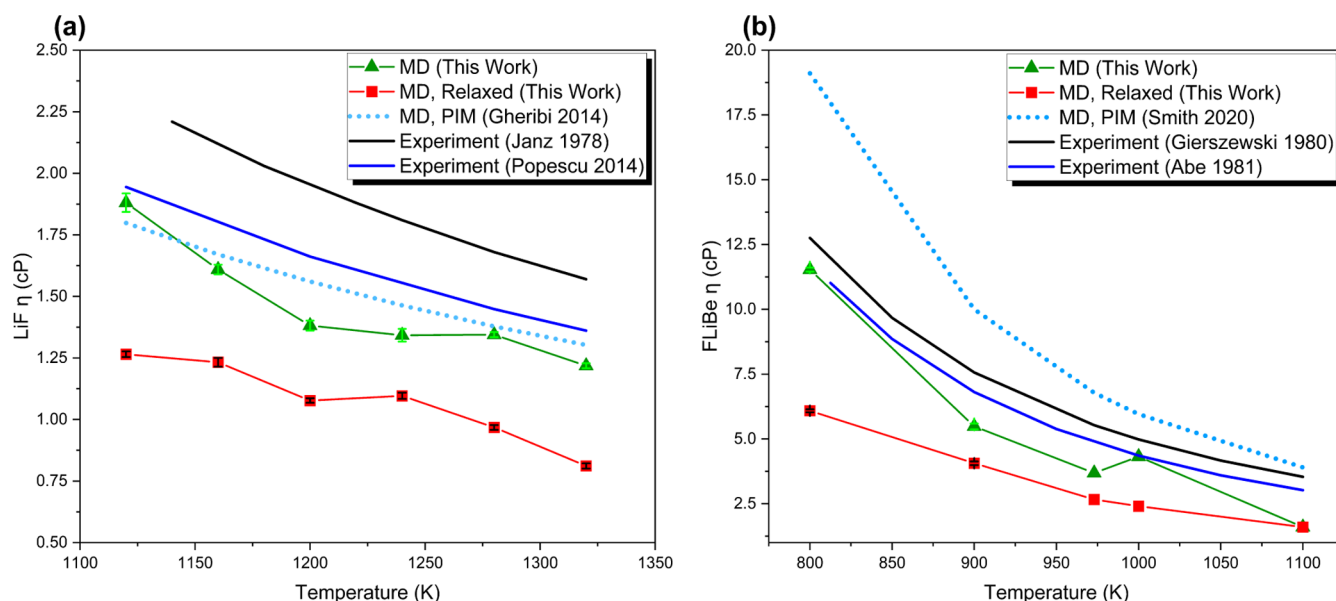 (a)
2.50
2.25
2.00
1.75
1.50
1.25
1.00
0.75
0.50
LiF η (cP)
MD (This Work)
MD, Relaxed (This Work)
MD, PIM (Gheribi 2014)
Experiment (Janz 1978)
Experiment (Popescu 2014)
1100 1150 1200 1250 1300 1350
Temperature (K)
(b)
20.0
17.5
15.0
12.5
10.0
7.5
5.0
2.5
FLiBe η (cP)
MD (This Work)
MD, Relaxed (This Work)
MD, PIM (Smith 2020)
Experiment (Gierszewski 1980)
Experiment (Abe 1981)
800 850 900 950 1000 1050 1100
Temperature (K)